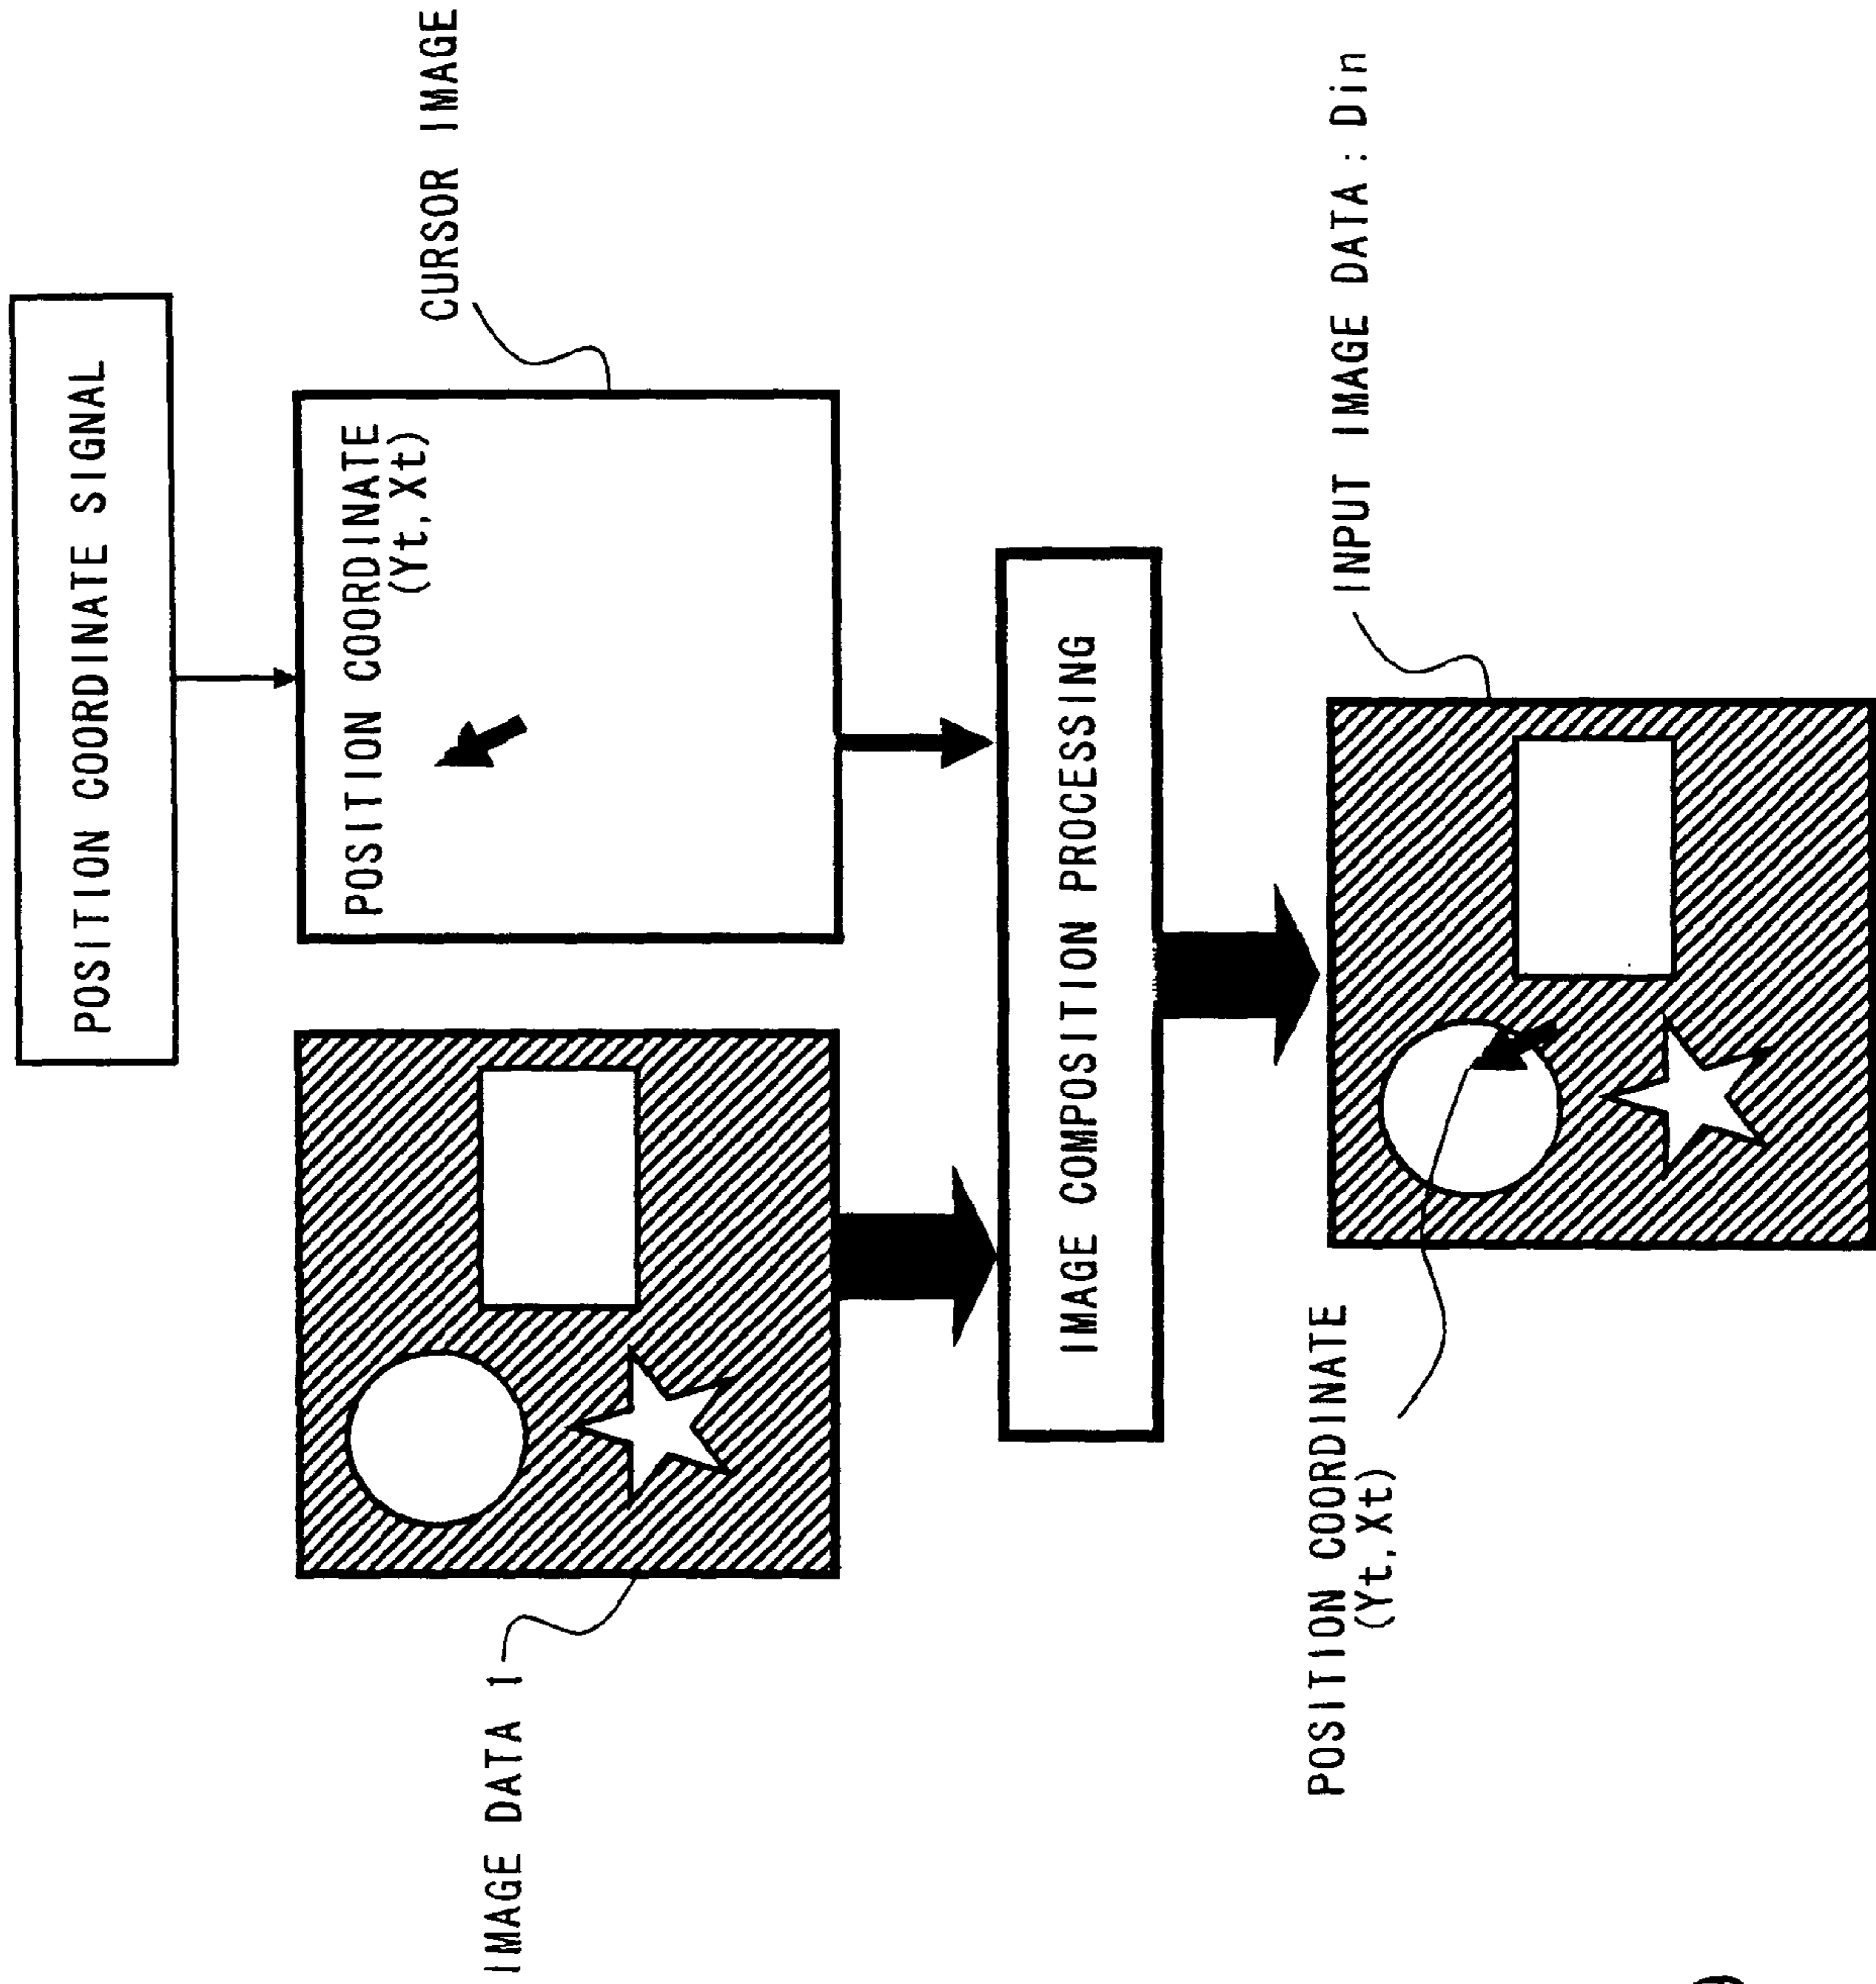 POSITION COORDINATE SIGNAL
POSITION COORDINATE
(Yt,Xt)
CURSOR IMAGE
IMAGE DATA 1
IMAGE COMPOSITION PROCESSING
POSITION COORDINATE
(Yt,Xt)
INPUT IMAGE DATA:Din